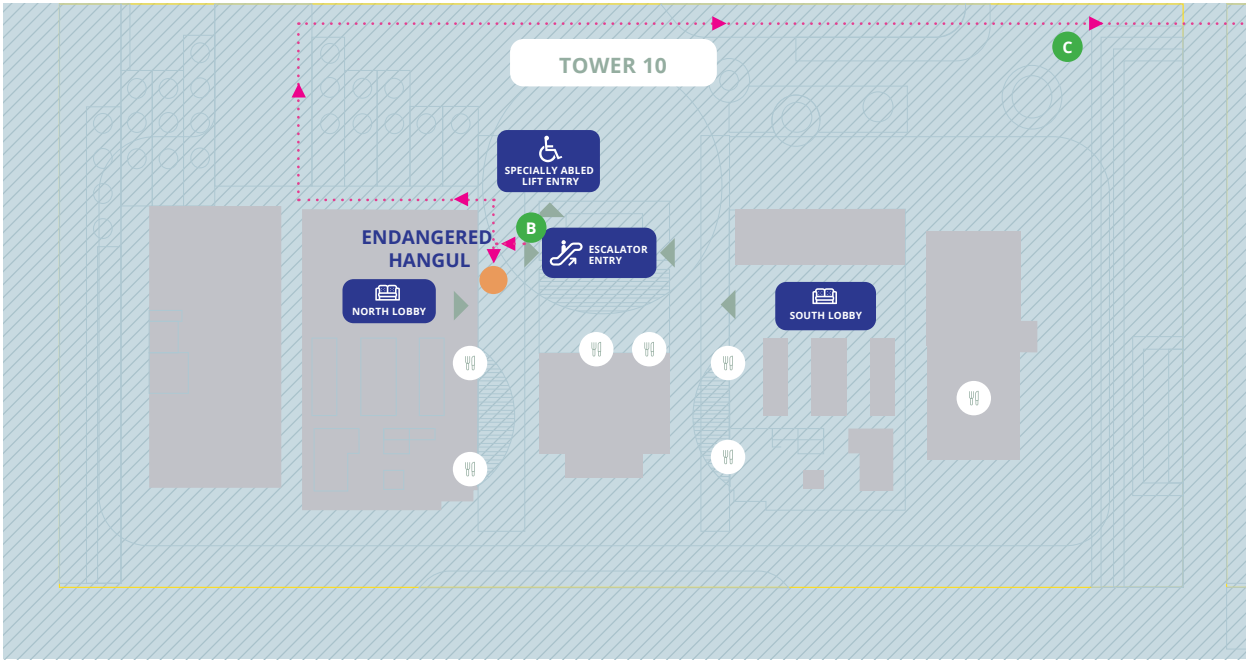 C
TOWER 10
SPECIALLY ABLED
LIFT ENTRY
B
ENDANGERED
HANGUL
ESCALATOR
ENTRY
NORTH LOBBY
SOUTH LOBBY